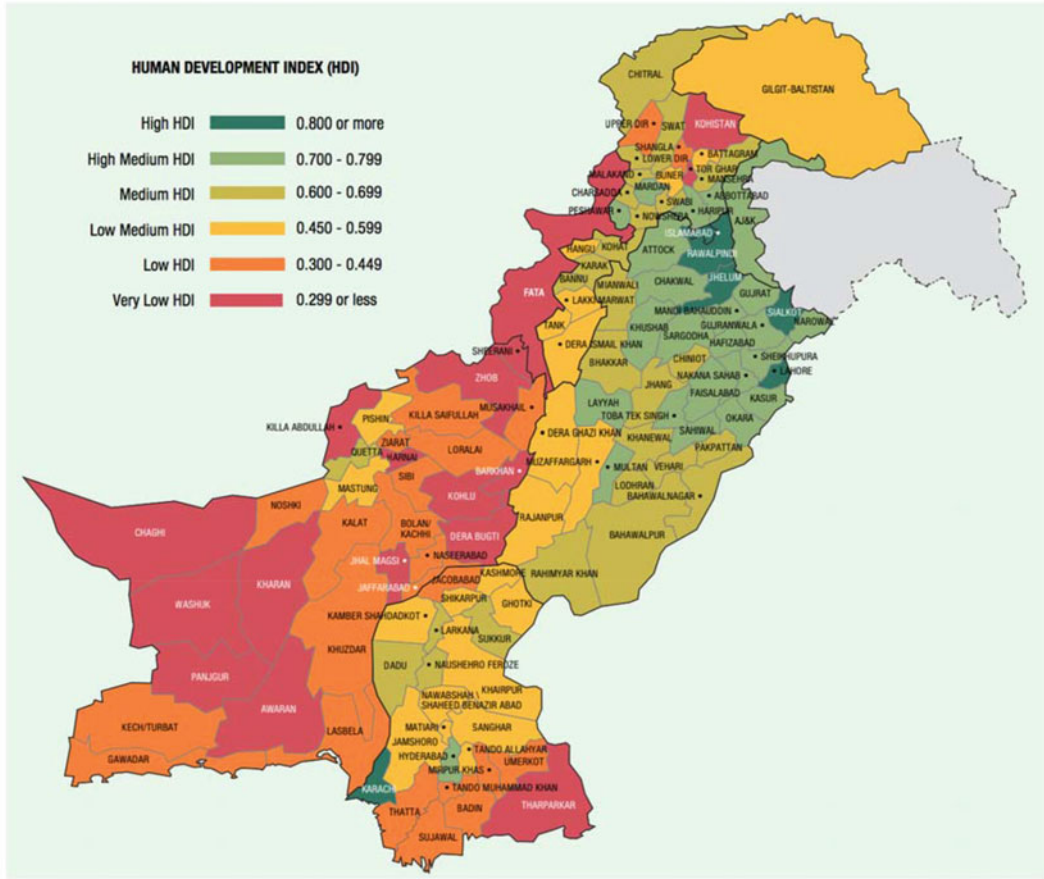 HUMAN DEVELOPMENT INDEX (HDI)
High HDI 0.800 or more
High Medium HDI 0.700 - 0.799
Medium HDI 0.600 - 0.699
Low Medium HDI 0.450 - 0.599
Low HDI 0.300 - 0.449
Very Low HDI 0.299 or less
CHITRAL
GILGIT-BALTISTAN
UPPER DIR
SWAT
KOHISTAN
SHANGLA
BATTAGRAM
LOWER DIR
TOR GHAR
MALAKAND
BUNER
MANSEHRA
MARDAN
CHARSADDA
ABBOTTABAD
SWABI
PESHAWAR
NOWSHERA
HARIPUR
AJ&K
ISLAMABAD
HANGU
KOHAT
ATTOCK
RAWALPINDI
KARAK
BANNU
MIANWALI
CHAKWAL
JHELUM
FATA
LAKKI MARWAT
GUJRAT
MANDI BAHAUDDIN
SIALKOT
NAROWAL
TANK
KHUSHAB
SARGODHA
GUJRANWALA
HAFIZABAD
DERA ISMAIL KHAN
SHEERANI
BHAKKAR
CHINIOT
SHEIKHUPURA
NAKANA SAHAB
LAHORE
ZHOB
JHANG
FAISALABAD
KASUR
MUSAKHAIL
LAYYAH
TOBA TEK SINGH
OKARA
KILLA SAIFULLAH
PISHIN
KILLA ABDULLAH
SAHIWAL
DERA GHAZI KHAN
KHANEWAL
PAKPATTAN
ZIARAT
QUETTA
HARNAI
LORALAI
MUZAFFARGARH
MULTAN
VEHARI
BARKHAN
SIBI
MASTUNG
LODHRAN
BAHAWALNAGAR
KOHLU
NOSHKI
RAJANPUR
KALAT
BOLAN/
KACHHI
CHAGHI
DERA BUGTI
BAHAWALPUR
NASEERABAD
JHAL MAGSI
KHARAN
RAHIMYAR KHAN
KASHMORE
JACOBABAD
JAFFARABAD
SHIKARPUR
GHOTKI
WASHUK
KAMBER SHAHDADKOT
LARKANA
SUKKUR
KHUZDAR
DADU
NAUSHEHRO FEROZE
PANJGUR
KHAIRPUR
NAWABSHAH \
SHAHEED BENAZIR ABAD
AWARAN
KECH/TURBAT
LASBELA
MATIARI
SANGHAR
JAMSHORO
TANDO ALLAHYAR
GAWADAR
HYDERABAD
UMERKOT
MIRPUR KHAS
KARACHI
TANDO MUHAMMAD KHAN
THARPARKAR
THATTA
BADIN
SUJAWAL